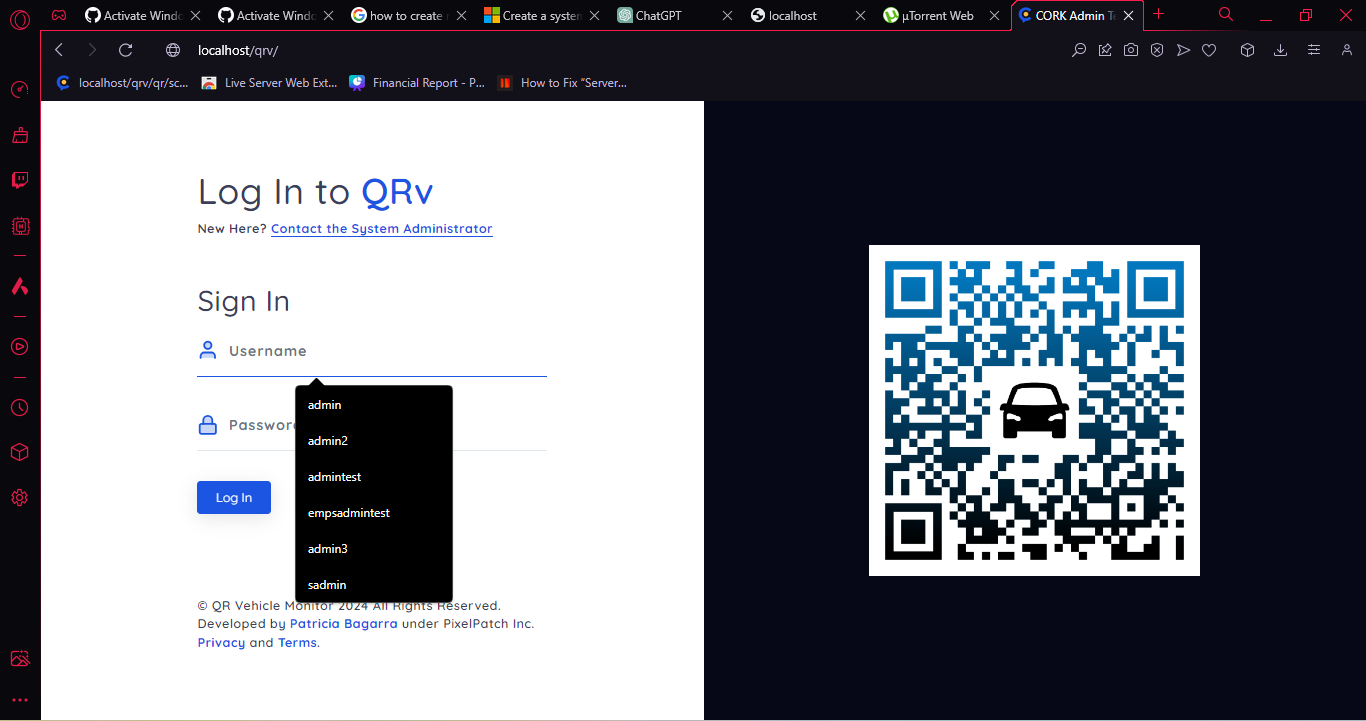 Activate Windo
Activate Windo
how to create
Create a system
ChatGPT
localhost
µTorrent Web
CORK Admin Te
localhost/qrv/
localhost/qrv/qr/sc...
Live Server Web Ext...
Financial Report - P...
How to Fix “Server...
Log In to QRv
New Here? Contact the System Administrator
Sign In
Username
admin
Password
admin2
admintest
Log In
empsadmintest
admin3
sadmin
© QR Vehicle Monitor 2024 All Rights Reserved.
Developed by Patricia Bagarra under PixelPatch Inc.
Privacy and Terms.